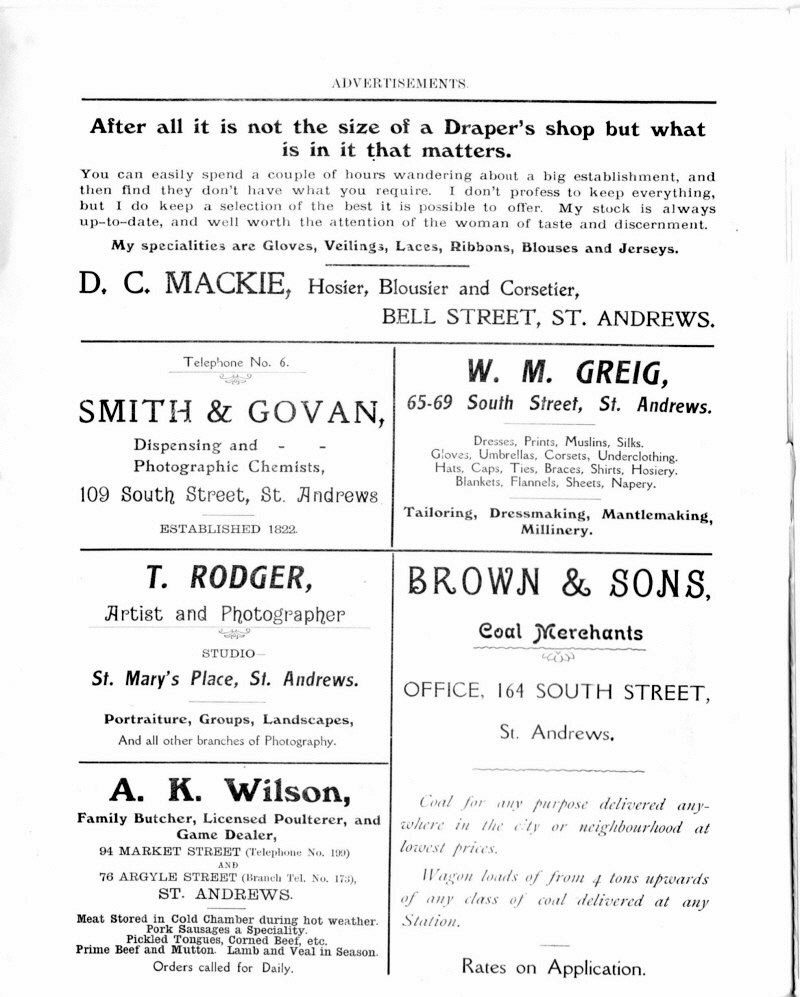 ADVERTISEMENTS.
After all it is not the size of a Draper's shop but what
is in it that matters.
You can easily spend a couple of hours wandering about a big establishment, and
then find they don't have what you require. I don't profess to keep everything,
but I do keep a selection of the best it is possible to offer. My stock is always
up-to-date, and well worth the attention of the woman of taste and discernment.
My specialities are Gloves, Veilings, Laces, Ribbons, Blouses and Jerseys.
D. C. MACKIE, Hosier, Blousier and Corsetier,
BELL STREET, ST. ANDREWS.
Telephone No. 6.
SMITH & GOVAN,
Dispensing and - -
Photographic Chemists,
109 South Street, St. Andrews
ESTABLISHED 1822.
W. M. GREIG,
65-69 South Street, St. Andrews.
Dresses, Prints, Muslins, Silks.
Gloves, Umbrellas, Corsets, Underclothing.
Hats, Caps, Ties, Braces, Shirts, Hosiery.
Blankets, Flannels, Sheets, Napery.
Tailoring, Dressmaking, Mantlemaking,
Millinery.
T. RODGER,
Artist and Photographer
STUDIO—
St. Mary's Place, St. Andrews.
Portraiture, Groups, Landscapes,
And all other branches of Photography.
A. K. Wilson,
Family Butcher, Licensed Poulterer, and
Game Dealer,
94 MARKET STREET (Telephone No. 199)
AND
76 ARGYLE STREET (Branch Tel. No. 173),
ST. ANDREWS.
Meat Stored in Cold Chamber during hot weather.
Pork Sausages a Speciality.
Pickled Tongues, Corned Beef, etc.
Prime Beef and Mutton. Lamb and Veal in Season.
Orders called for Daily.
BROWN & SONS,
Coal Merchants
OFFICE, 164 SOUTH STREET,
St. Andrews.
Coal for any purpose delivered any-
where in the city or neighbourhood at
lowest prices.
Wagon loads of from 4 tons upwards
of any class of coal delivered at any
Station.
Rates on Application.